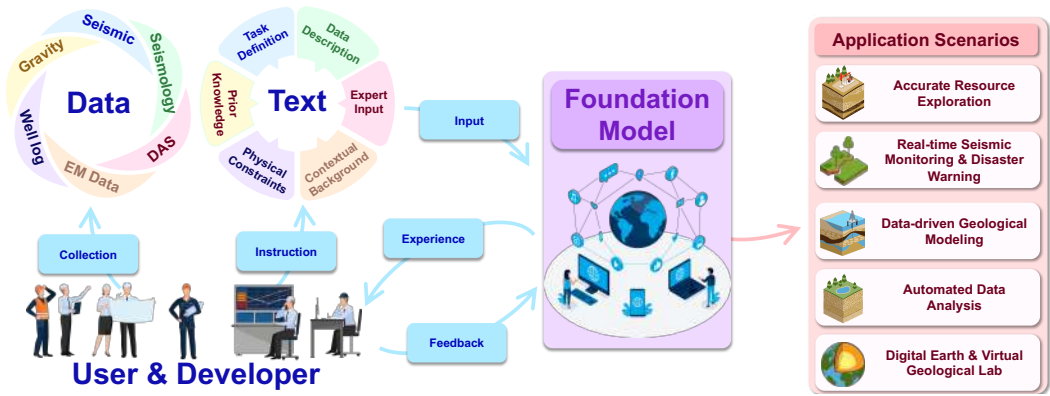 Seismic
Seismology
DAS
EM Data
Well log
Gravity
Data
Task
Definition
Data
Description
Expert
Input
Contextual
Background
Physical
Constraints
Prior
Knowledge
Text
Input
Collection
Instruction
Experience
Feedback
User & Developer
Foundation
Model
Application Scenarios
Accurate Resource
Exploration
Real-time Seismic
Monitoring & Disaster
Warning
Data-driven Geological
Modeling
Automated Data
Analysis
Digital Earth & Virtual
Geological Lab